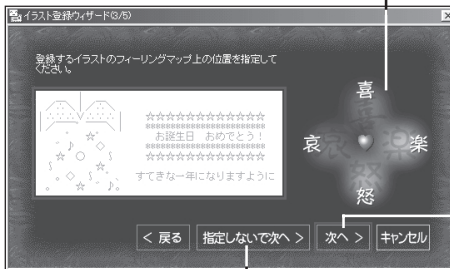 イラスト登録ウィザード(3/5)
登録するイラストのフィーリングマップ上の位置を指定して
ください。
喜
哀
楽
怒
☆☆☆☆☆☆☆☆☆☆☆☆
お誕生日 おめでとう!
☆☆☆☆☆☆☆☆☆☆☆☆
すてきな一年になりますように
< 戻る
指定しないで次へ >
次へ >
キャンセル